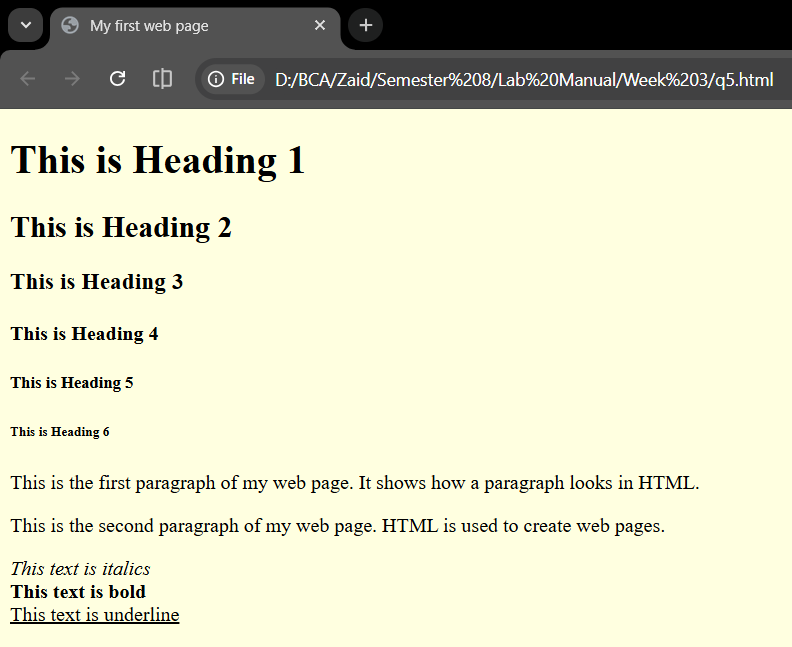 My first web page
File D:/BCA/Zaid/Semester%208/Lab%20Manual/Week%203/q5.html
This is Heading 1
This is Heading 2
This is Heading 3
This is Heading 4
This is Heading 5
This is Heading 6
This is the first paragraph of my web page. It shows how a paragraph looks in HTML.
This is the second paragraph of my web page. HTML is used to create web pages.
This text is italics
This text is bold
This text is underline